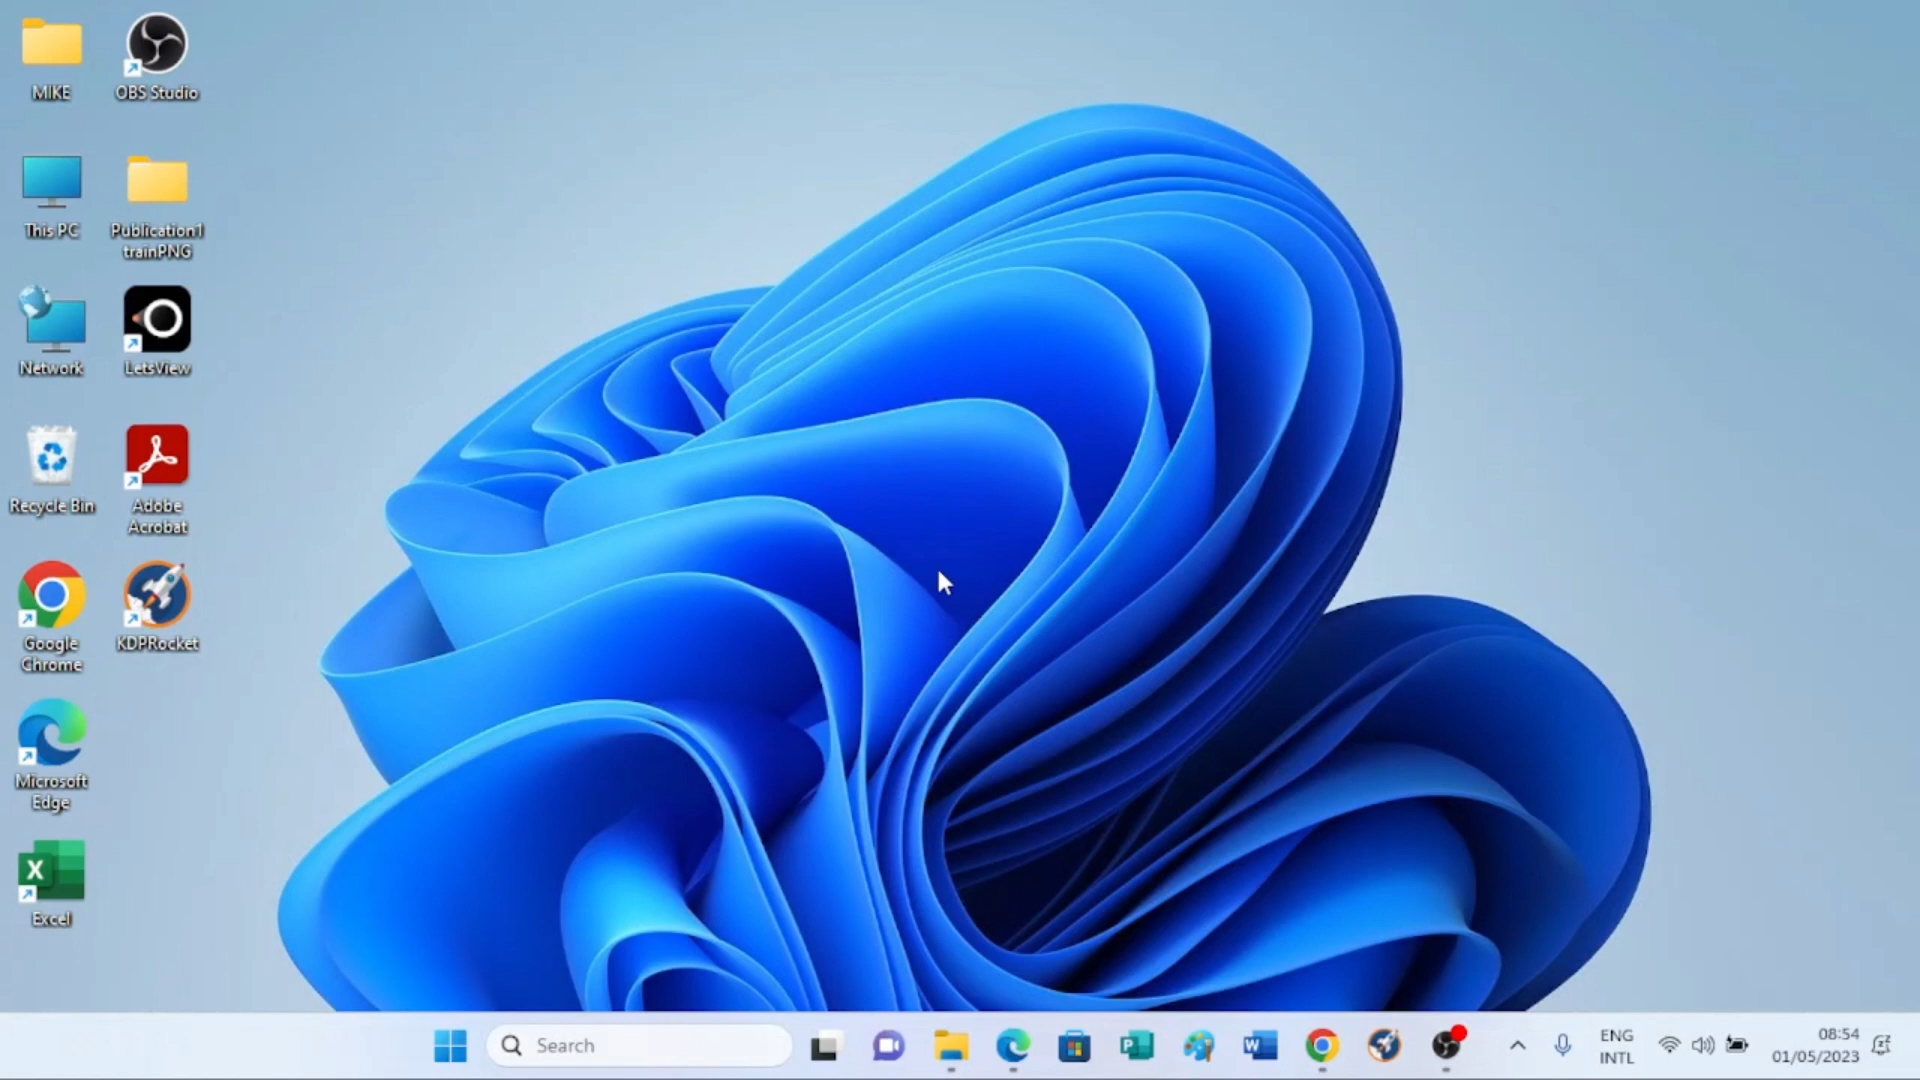 MIKE
OBS Studio
This PC
Publication1
trainPNG
Network
LetsView
Recycle Bin
Adobe
Acrobat
Google
Chrome
KDPRocket
Microsoft
Edge
X
Excel
Search
P
W
ENG
INTL
08:54
01/05/2023